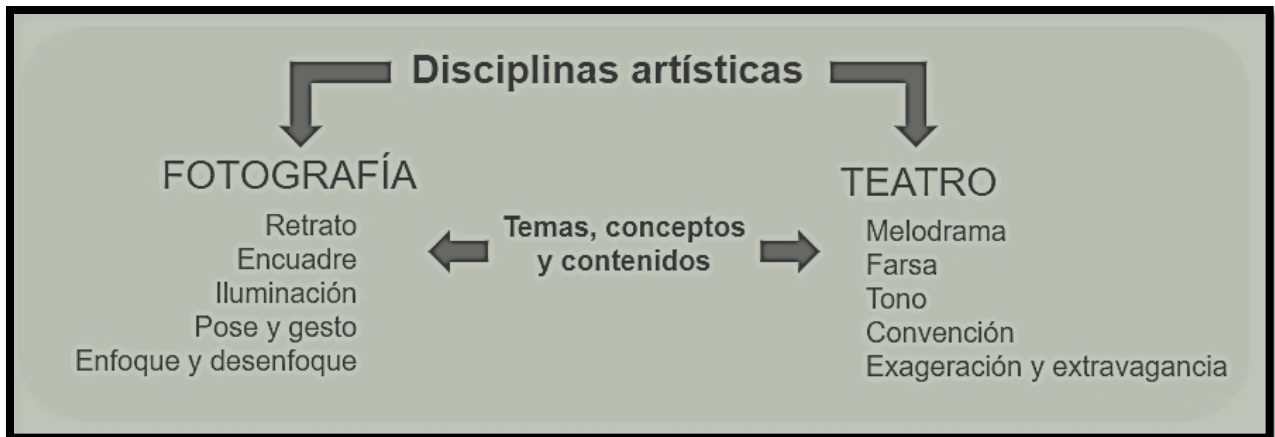 Disciplinas artísticas
FOTOGRAFÍA
Retrato
Encuadre
Iluminación
Pose y gesto
Enfoque y desenfoque
Temas, conceptos
y contenidos
TEATRO
Melodrama
Farsa
Tono
Convención
Exageración y extravagancia